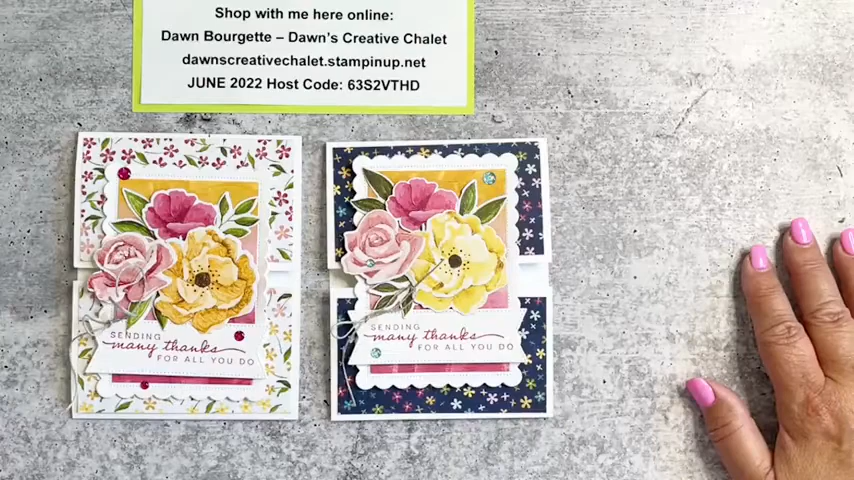 Shop with me here online:
Dawn Bourgette – Dawn's Creative Chalet
dawnscreativechalet.stampinup.net
JUNE 2022 Host Code: 63S2VTHD
SENDING
many thanks
FOR ALL YOU DO
SENDING
many thanks
FOR ALL YOU DO